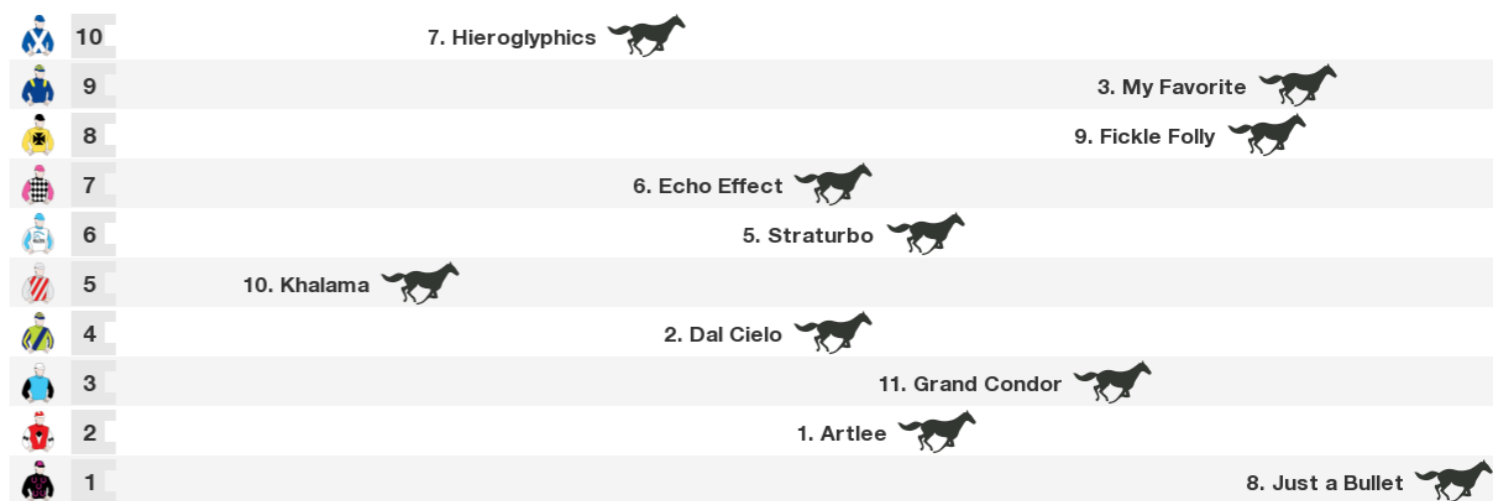 10 7. Hieroglyphics
9 3. My Favorite
8 9. Fickle Folly
7 6. Echo Effect
6 5. Straturbo
5 10. Khalama
4 2. Dal Cielo
3 11. Grand Condor
2 1. Artlee
1 8. Just a Bullet